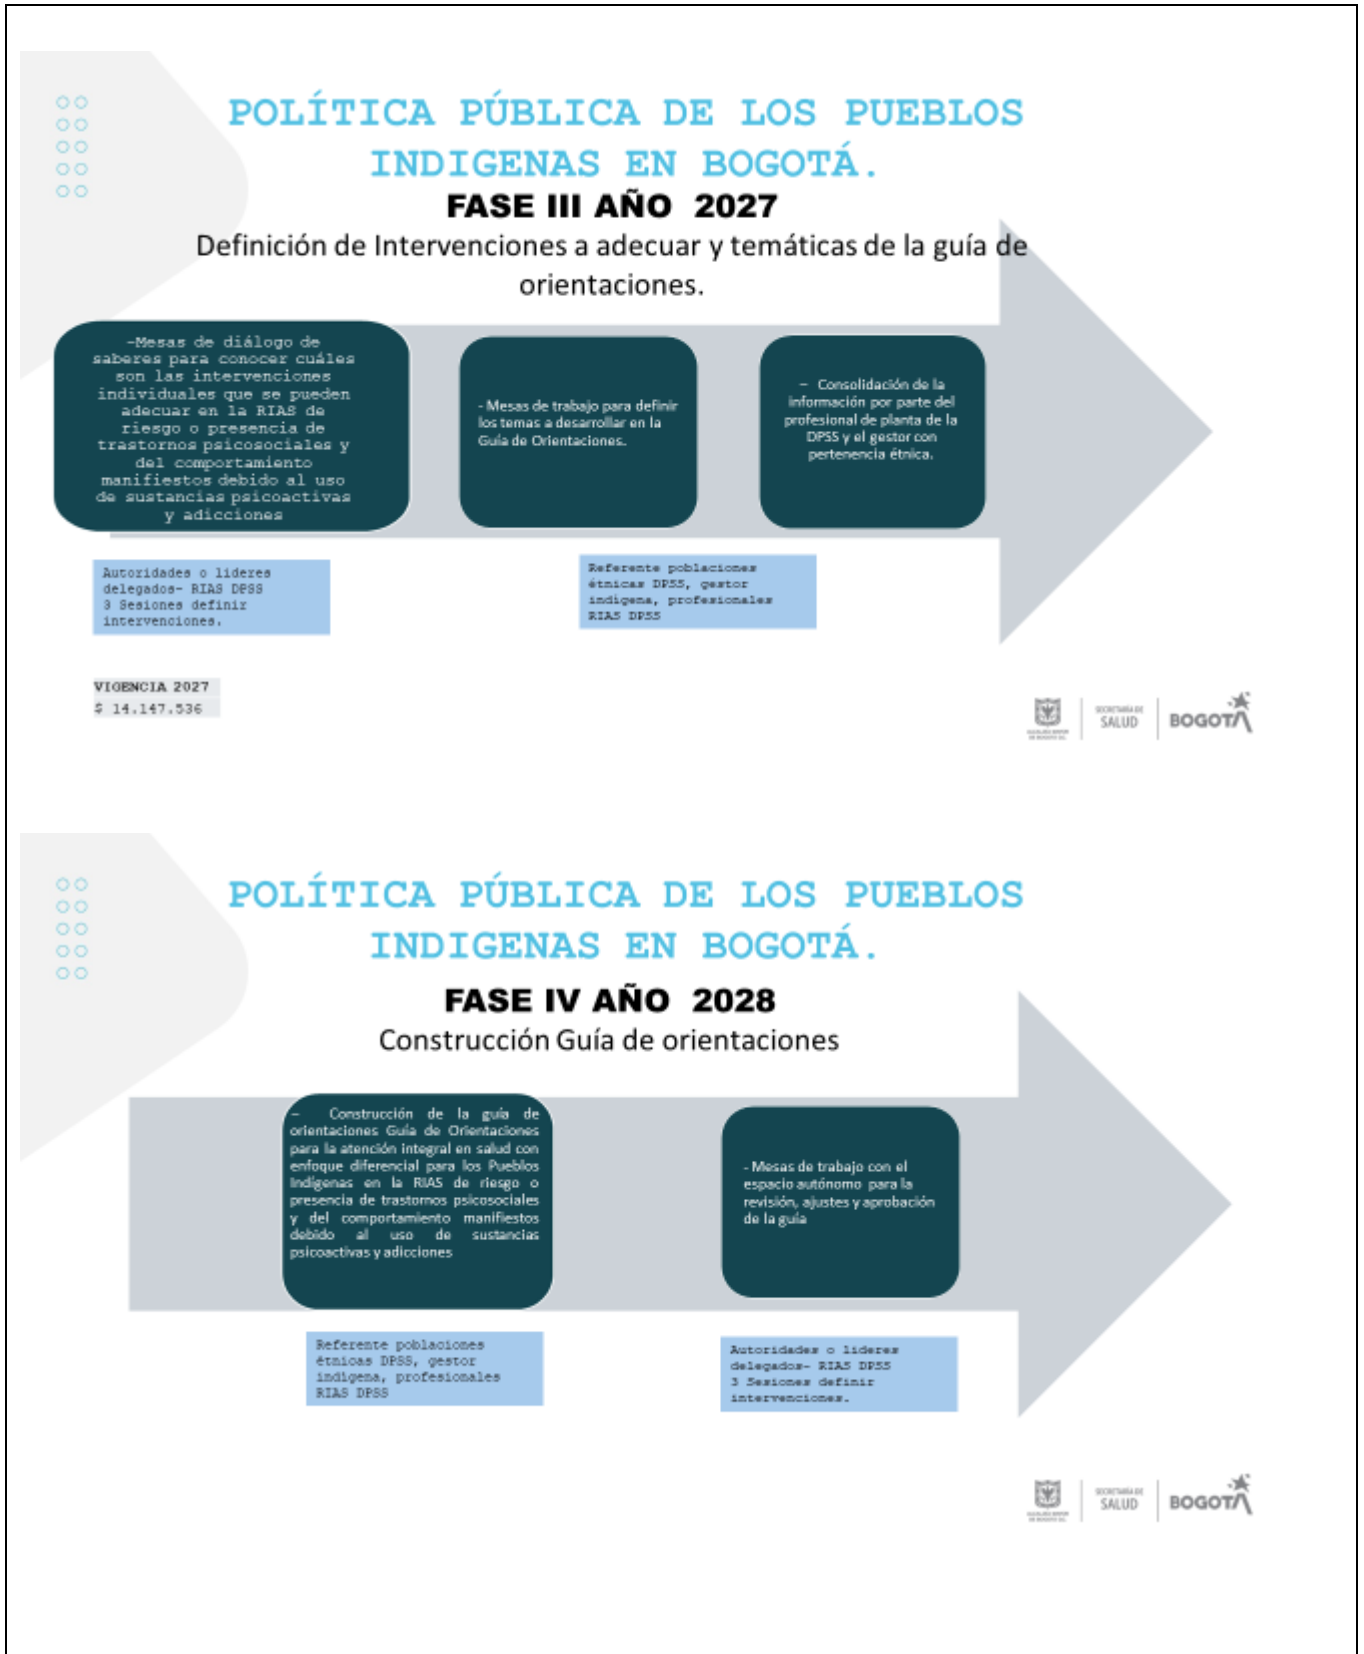 POLÍTICA PÚBLICA DE LOS PUEBLOS
INDIGENAS EN BOGOTÁ.
FASE III AÑO 2027
Definición de Intervenciones a adecuar y temáticas de la guía de
orientaciones.
-Mesas de diálogo de
saberes para conocer cuáles
son las intervenciones
individuales que se pueden
adecuar en la RIAS de
riesgo o presencia de
trastornos psicosociales y
del comportamiento
manifiestos debido al uso
de sustancias psicoactivas
y adicciones
- Mesas de trabajo para definir
los temas a desarrollar en la
Guía de Orientaciones.
– Consolidación de la
información por parte del
profesional de planta de la
DPSS y el gestor con
pertenencia étnica.
Autoridades o lideres
delegados- RIAS DPSS
3 Sesiones definir
intervenciones.
Referente poblaciones
étnicas DPSS, gestor
indigena, profesionales
RIAS DPSS
VIGENCIA 2027
$ 14.147.536
SECRETARÍA DE
SALUD
BOGOTÁ
POLÍTICA PÚBLICA DE LOS PUEBLOS
INDIGENAS EN BOGOTÁ.
FASE IV AÑO 2028
Construcción Guía de orientaciones
– Construcción de la guía de
orientaciones Guía de Orientaciones
para la atención integral en salud con
enfoque diferencial para los Pueblos
Indígenas en la RIAS de riesgo o
presencia de trastornos psicosociales
y del comportamiento manifiestos
debido al uso de sustancias
psicoactivas y adicciones
- Mesas de trabajo con el
espacio autónomo para la
revisión, ajustes y aprobación
de la guía
Referente poblaciones
étnicas DPSS, gestor
indigena, profesionales
RIAS DPSS
Autoridades o lideres
delegados- RIAS DPSS
3 Sesiones definir
intervenciones.
SECRETARÍA DE
SALUD
BOGOTÁ